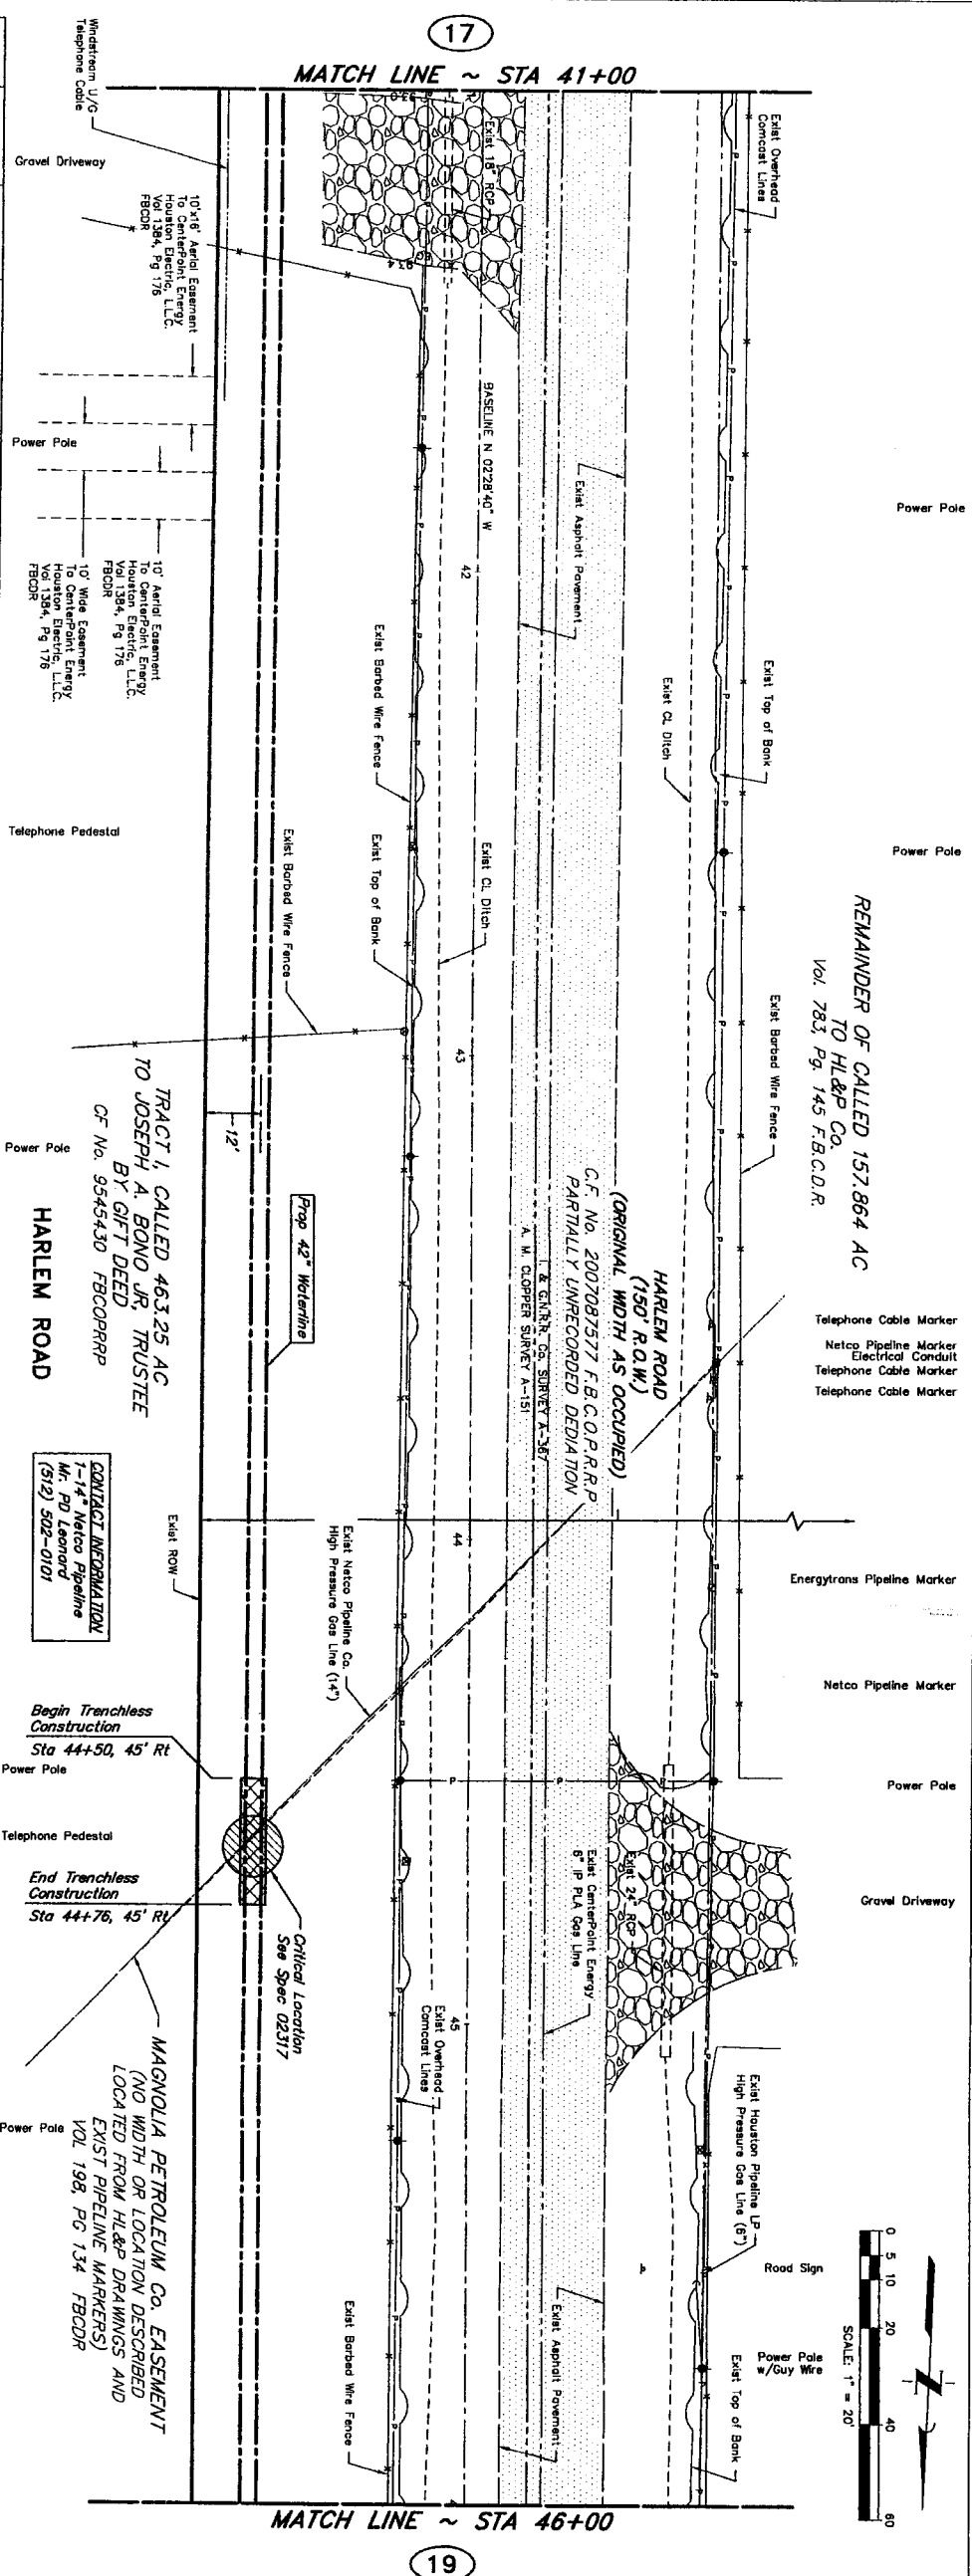 17
MATCH LINE ~ STA 41+00
Windstream U/G
Telephone Cable
Gravel Driveway
10'x16' Aerial Easement
To CenterPoint Energy
Houston Electric, L.L.C.
Vol 1384, Pg 176
FBCDR
Power Pole
10' Aerial Easement
To CenterPoint Energy
Houston Electric, L.L.C.
Vol 1384, Pg 176
FBCDR
10' Wide Easement
To CenterPoint Energy
Houston Electric, L.L.C.
Vol 1384, Pg 176
FBCDR
Exist 18" RCP
Exist Overhead
Comcast Lines
BASELINE N 02°28'40" W
Exist Asphalt Pavement
42
Power Pole
Exist Barbed Wire Fence
Exist CL Ditch
Exist Top of Bank
Telephone Pedestal
Exist Barbed Wire Fence
Exist Top of Bank
Exist CL Ditch
Power Pole
REMAINDER OF CALLED 157.864 AC
TO HL&P Co.
Vol. 783, Pg. 145 F.B.C.D.R.
Exist Barbed Wire Fence
43
12'
TRACT I, CALLED 463.25 AC
TO JOSEPH A. BONO JR, TRUSTEE
BY GIFT DEED
CF No. 9545430 FBCOPRRP
Power Pole
HARLEM ROAD
Prop 42" Waterline
HARLEM ROAD
(150' R.O.W.)
(ORIGINAL WIDTH AS OCCUPIED)
C.F. No. 2007087577 F.B.C.O.P.R.R.P
PARTIALLY UNRECORDED DEDIATION
I. & G.N.R.R. Co. SURVEY A-367
A. M. CLOPPER SURVEY A-151
Telephone Cable Marker
Netco Pipeline Marker
Electrical Conduit
Telephone Cable Marker
Telephone Cable Marker
CONTACT INFORMATION
1-14" Netco Pipeline
Mr. PD Leonard
(512) 502-0101
Exist ROW
Exist Netco Pipeline Co.
High Pressure Gas Line (14")
44
Energytrans Pipeline Marker
Netco Pipeline Marker
Begin Trenchless
Construction
Sta 44+50, 45' Rt
Power Pole
Power Pole
Telephone Pedestal
End Trenchless
Construction
Sta 44+76, 45' Rt
Critical Location
See Spec 02317
Exist CenterPoint Energy
6" IP PLA Gas Line
Exist 24" RCP
Gravel Driveway
45
Exist Overhead
Comcast Lines
Exist Houston Pipeline LP
High Pressure Gas Line (6")
MAGNOLIA PETROLEUM Co. EASEMENT
(NO WIDTH OR LOCATION DESCRIBED
LOCATED FROM HL&P DRAWINGS AND
EXIST PIPELINE MARKERS)
VOL 198, PG 134 FBCDR
Power Pole
Road Sign
Power Pole
w/Guy Wire
Exist Barbed Wire Fence
Exist Asphalt Pavement
Exist Top of Bank
0 5 10 20 40 60
SCALE: 1" = 20'
MATCH LINE ~ STA 46+00
19